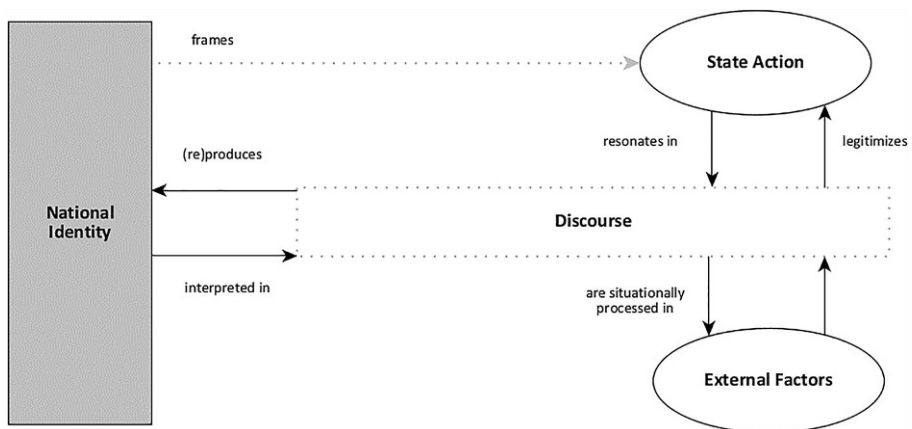 frames
State Action
resonates in
legitimizes
(re)produces
National
Identity
Discourse
interpreted in
are situationally
processed in
External Factors